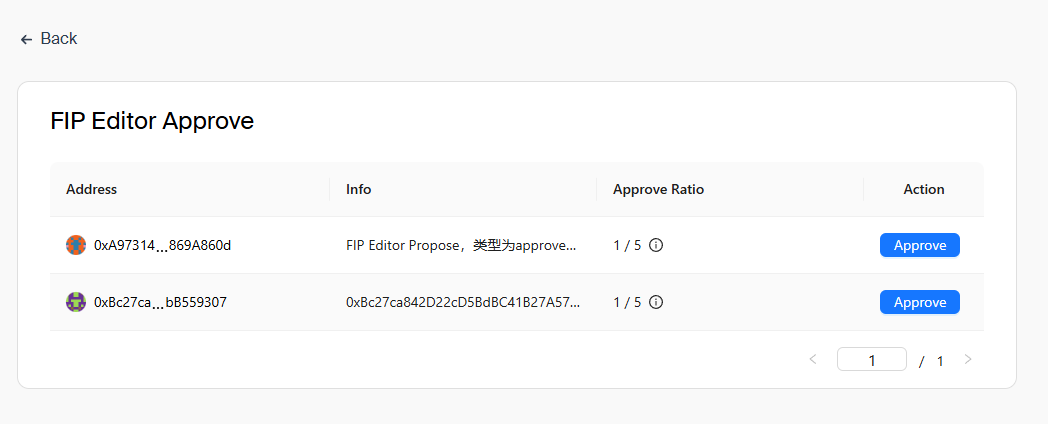 Back
FIP Editor Approve
Address Info Approve Ratio Action
0xA97314...869A860d FIP Editor Propose，类型为approve... 1 / 5 Approve
0xBc27ca...bB559307 0xBc27ca842D22cD5BdBC41B27A57... 1 / 5 Approve
1 / 1